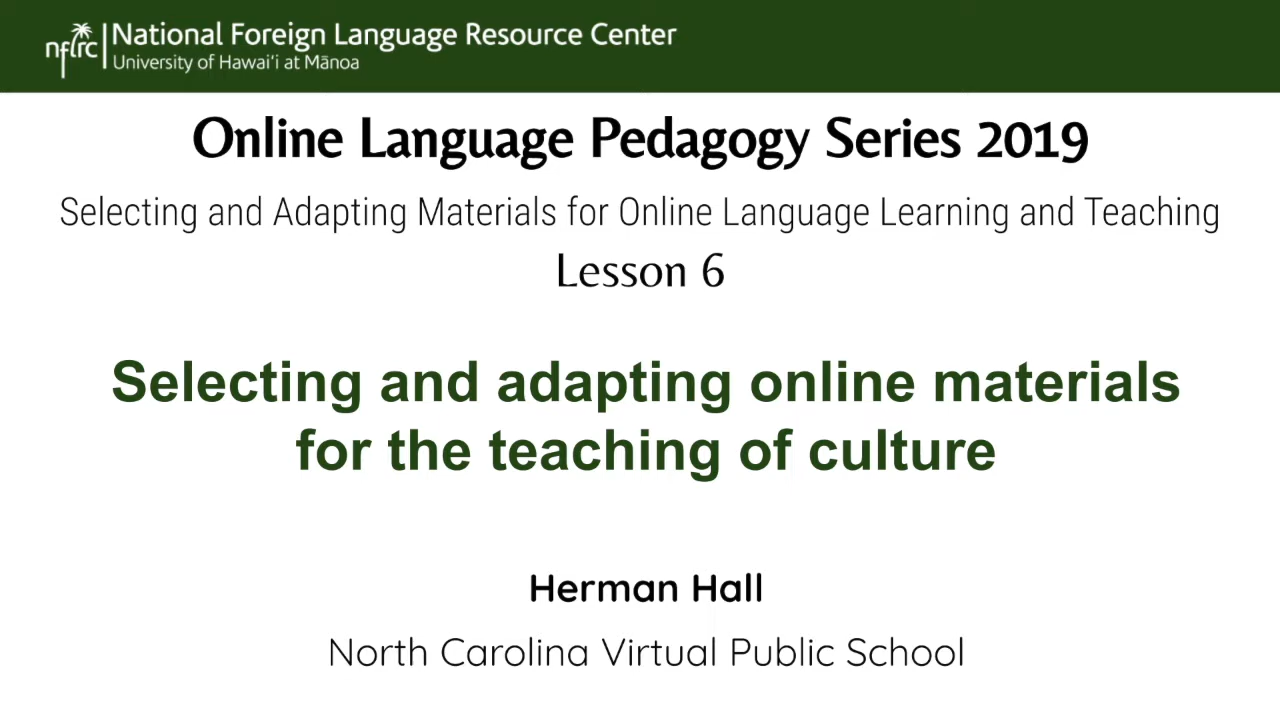 nflrc
National Foreign Language Resource Center
University of Hawaiʻi at Mānoa
Online Language Pedagogy Series 2019
Selecting and Adapting Materials for Online Language Learning and Teaching
Lesson 6
Selecting and adapting online materials
for the teaching of culture
Herman Hall
North Carolina Virtual Public School